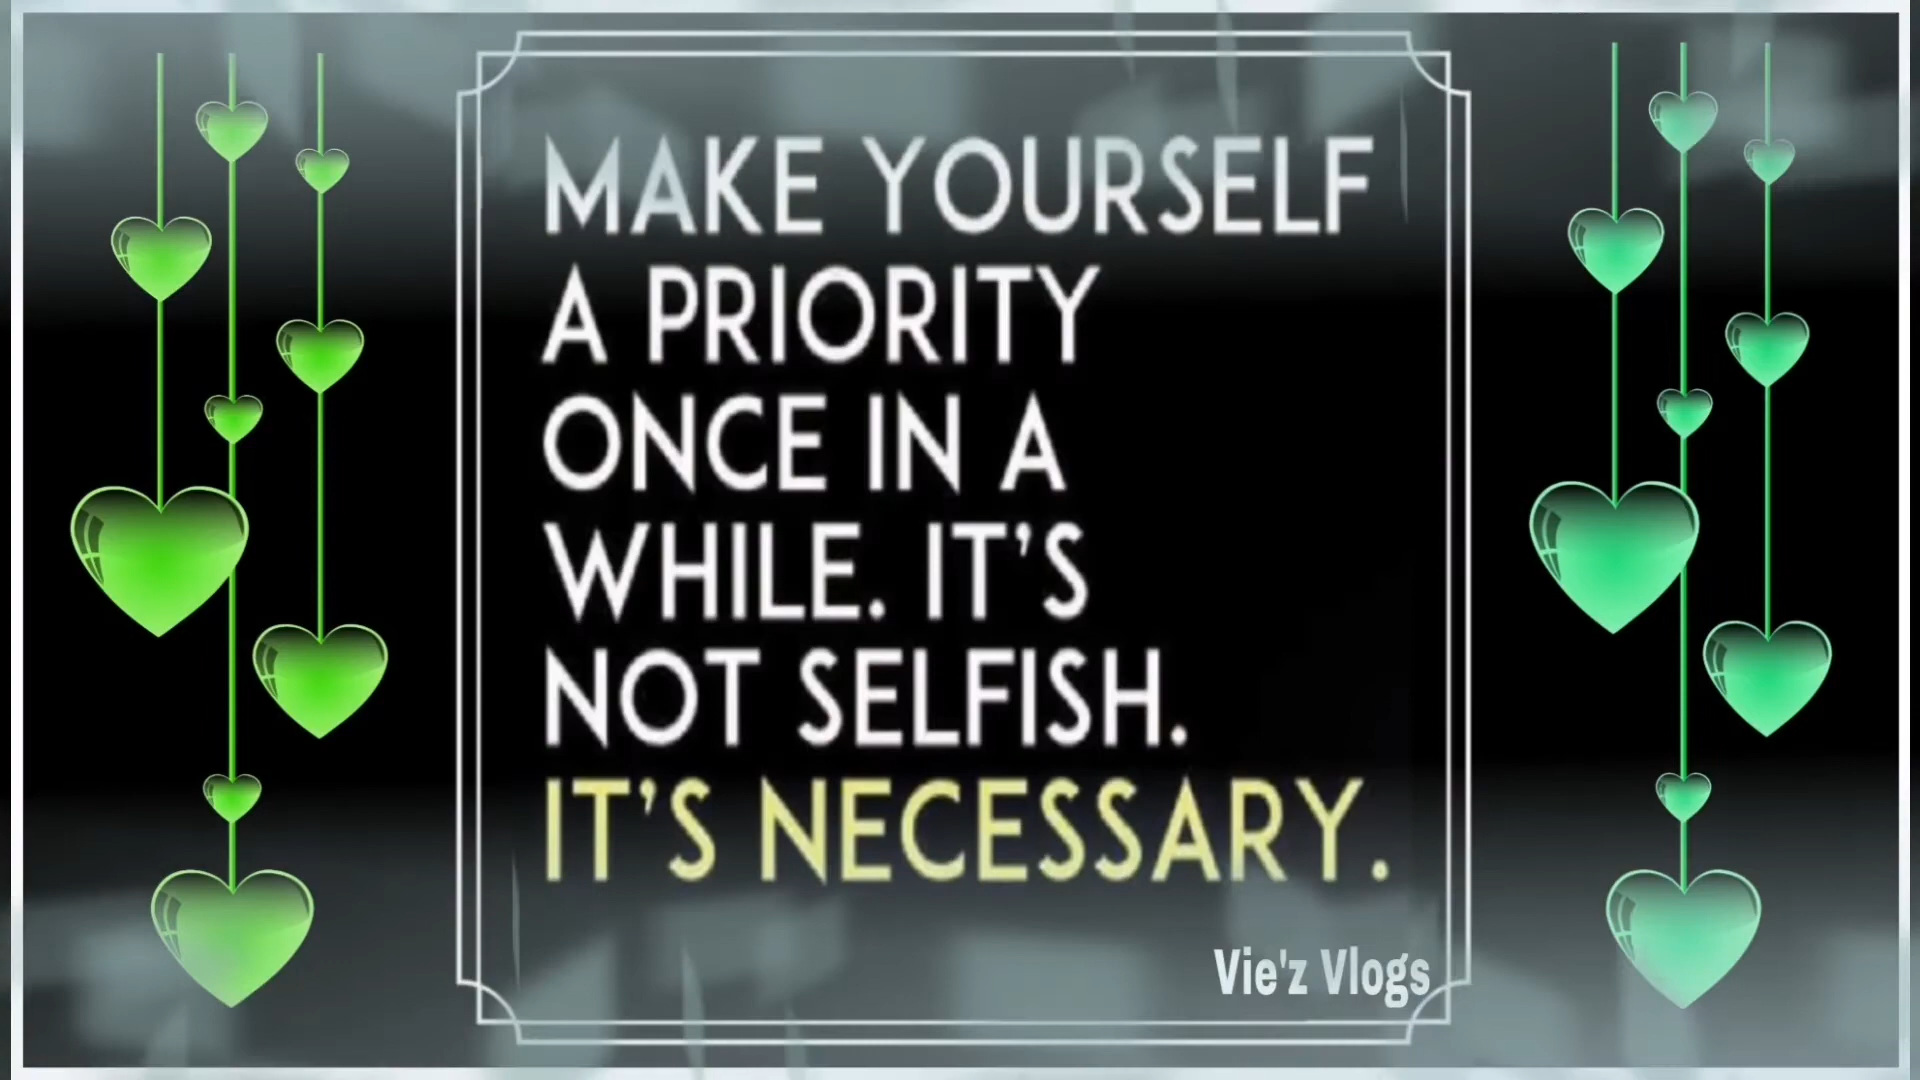 MAKE YOURSELF
A PRIORITY
ONCE IN A
WHILE. IT'S
NOT SELFISH.
IT'S NECESSARY.
Vie'z Vlogs